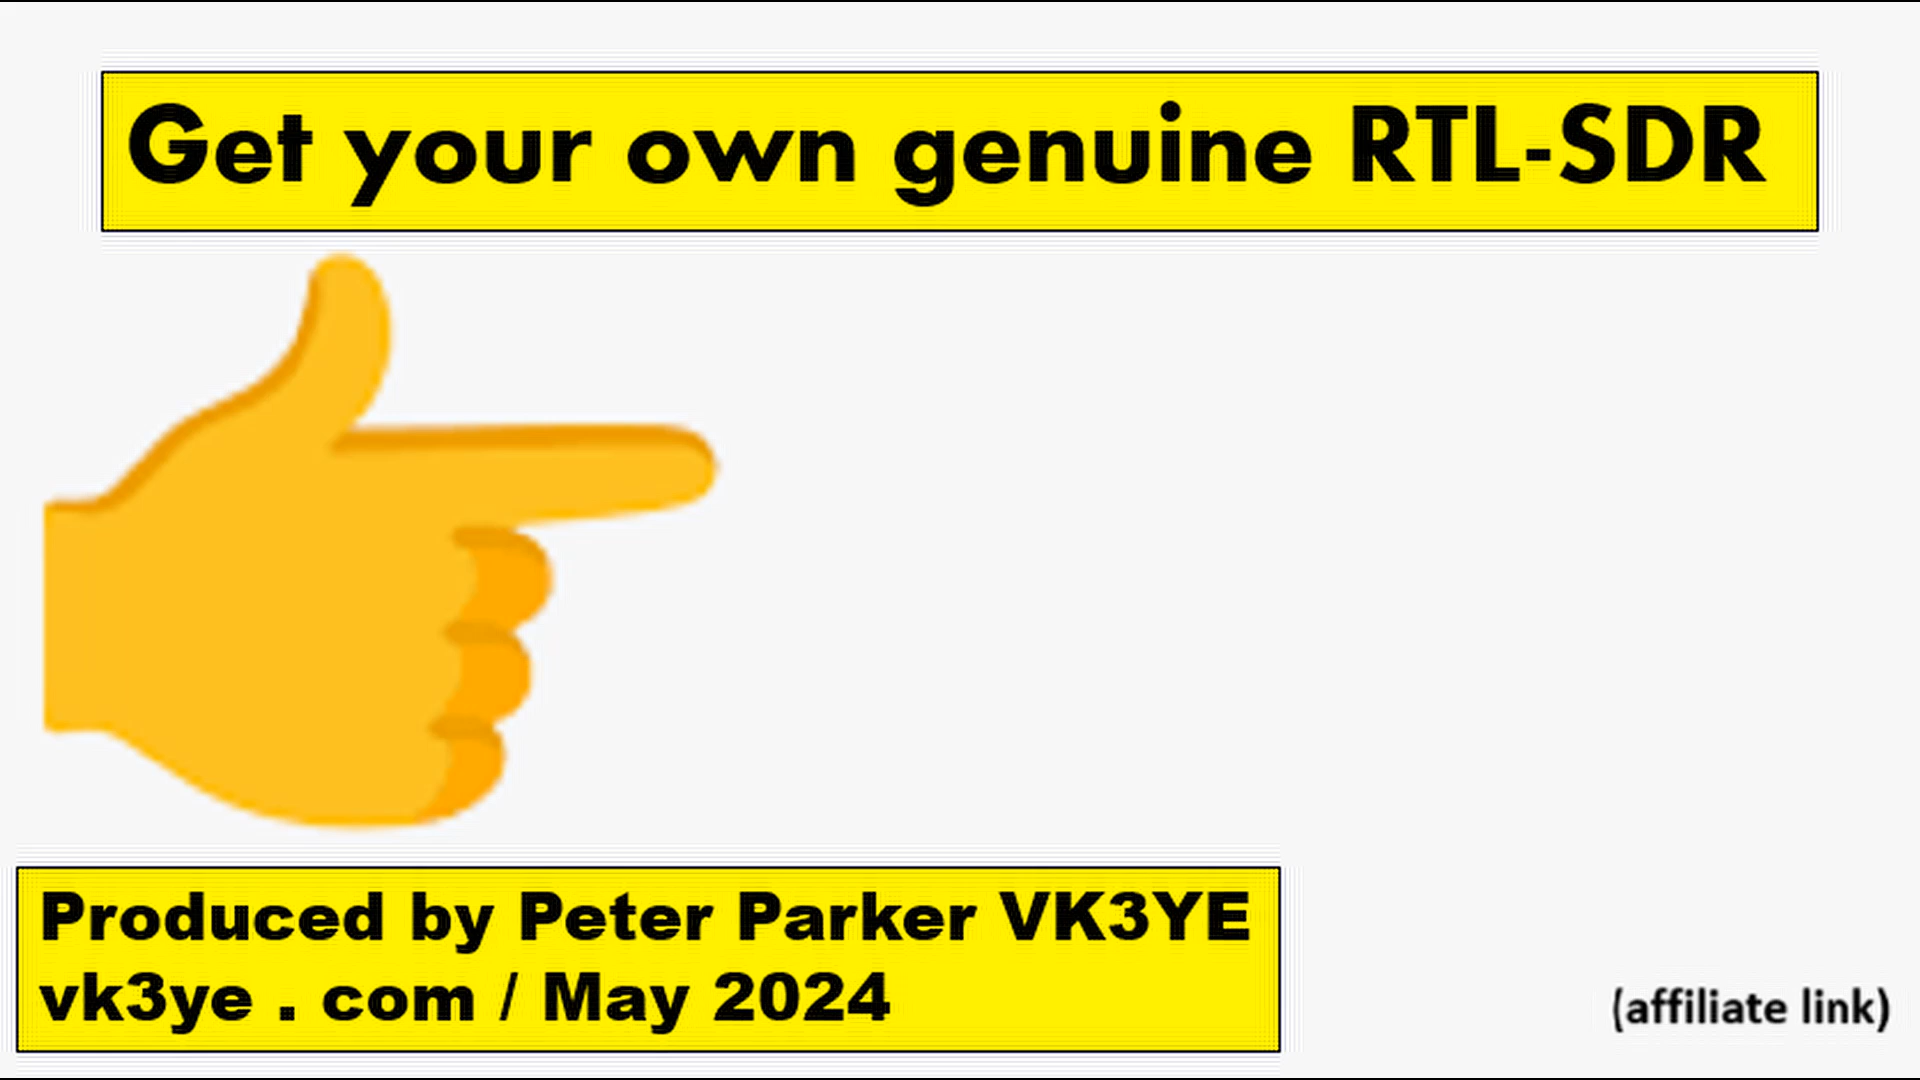 Get your own genuine RTL-SDR
Produced by Peter Parker VK3YE
vk3ye . com / May 2024
(affiliate link)